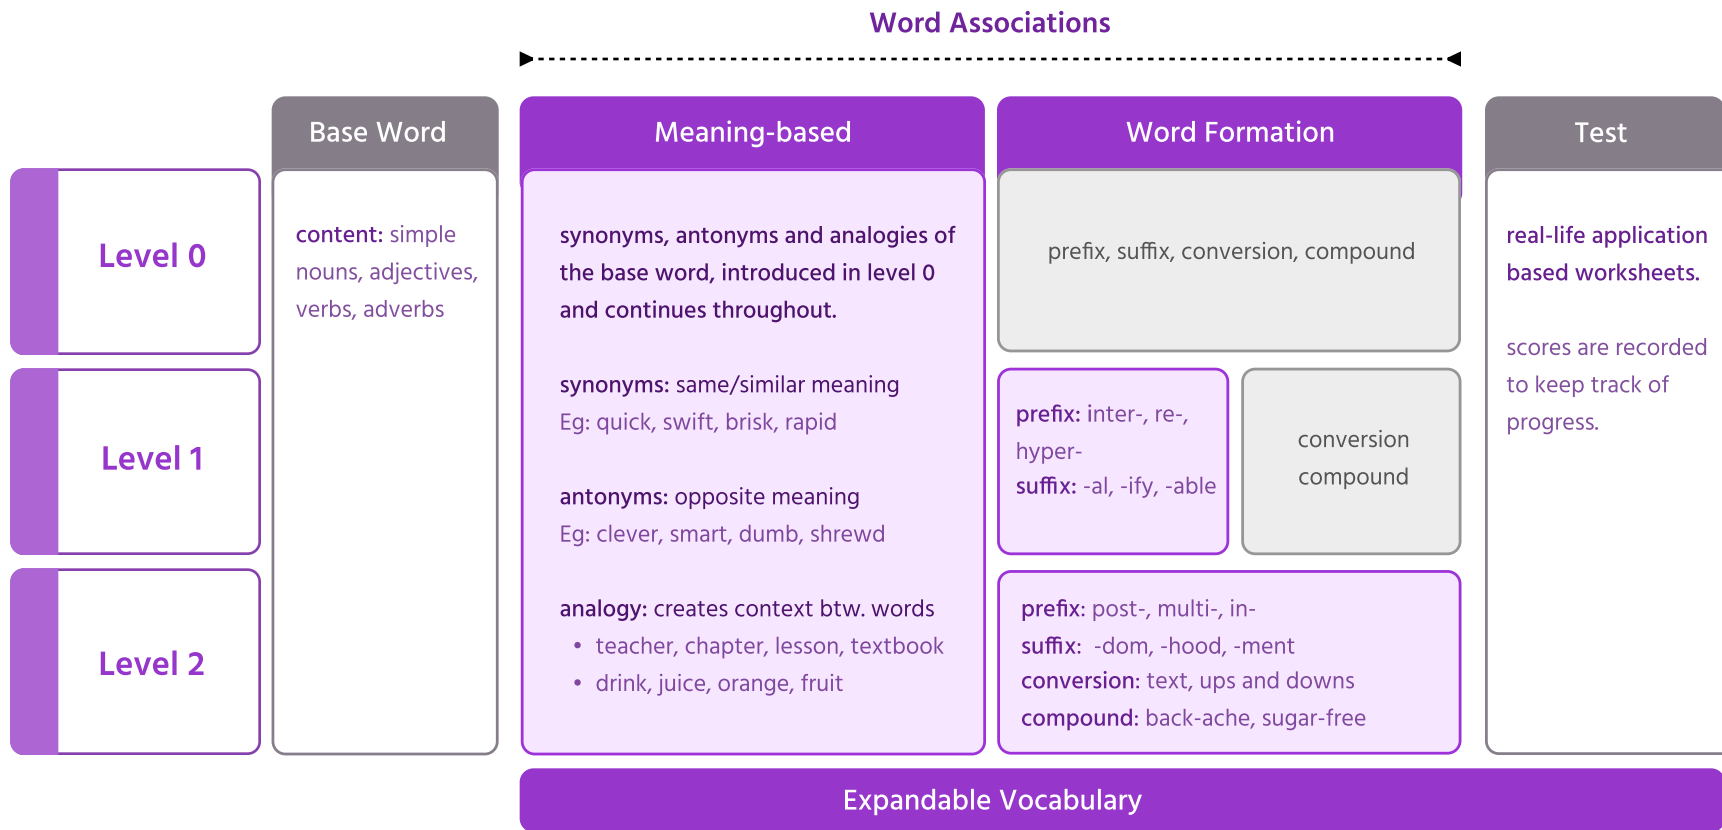 Word Associations
Base Word
Meaning-based
Word Formation
Test
Level 0
content: simple
nouns, adjectives,
verbs, adverbs
synonyms, antonyms and analogies of
the base word, introduced in level 0
and continues throughout.
synonyms: same/similar meaning
Eg: quick, swift, brisk, rapid
antonyms: opposite meaning
Eg: clever, smart, dumb, shrewd
analogy: creates context btw. words
• teacher, chapter, lesson, textbook
• drink, juice, orange, fruit
prefix, suffix, conversion, compound
real-life application
based worksheets.
scores are recorded
to keep track of
progress.
Level 1
prefix: inter-, re-,
hyper-
suffix: -al, -ify, -able
conversion
compound
Level 2
prefix: post-, multi-, in-
suffix: -dom, -hood, -ment
conversion: text, ups and downs
compound: back-ache, sugar-free
Expandable Vocabulary